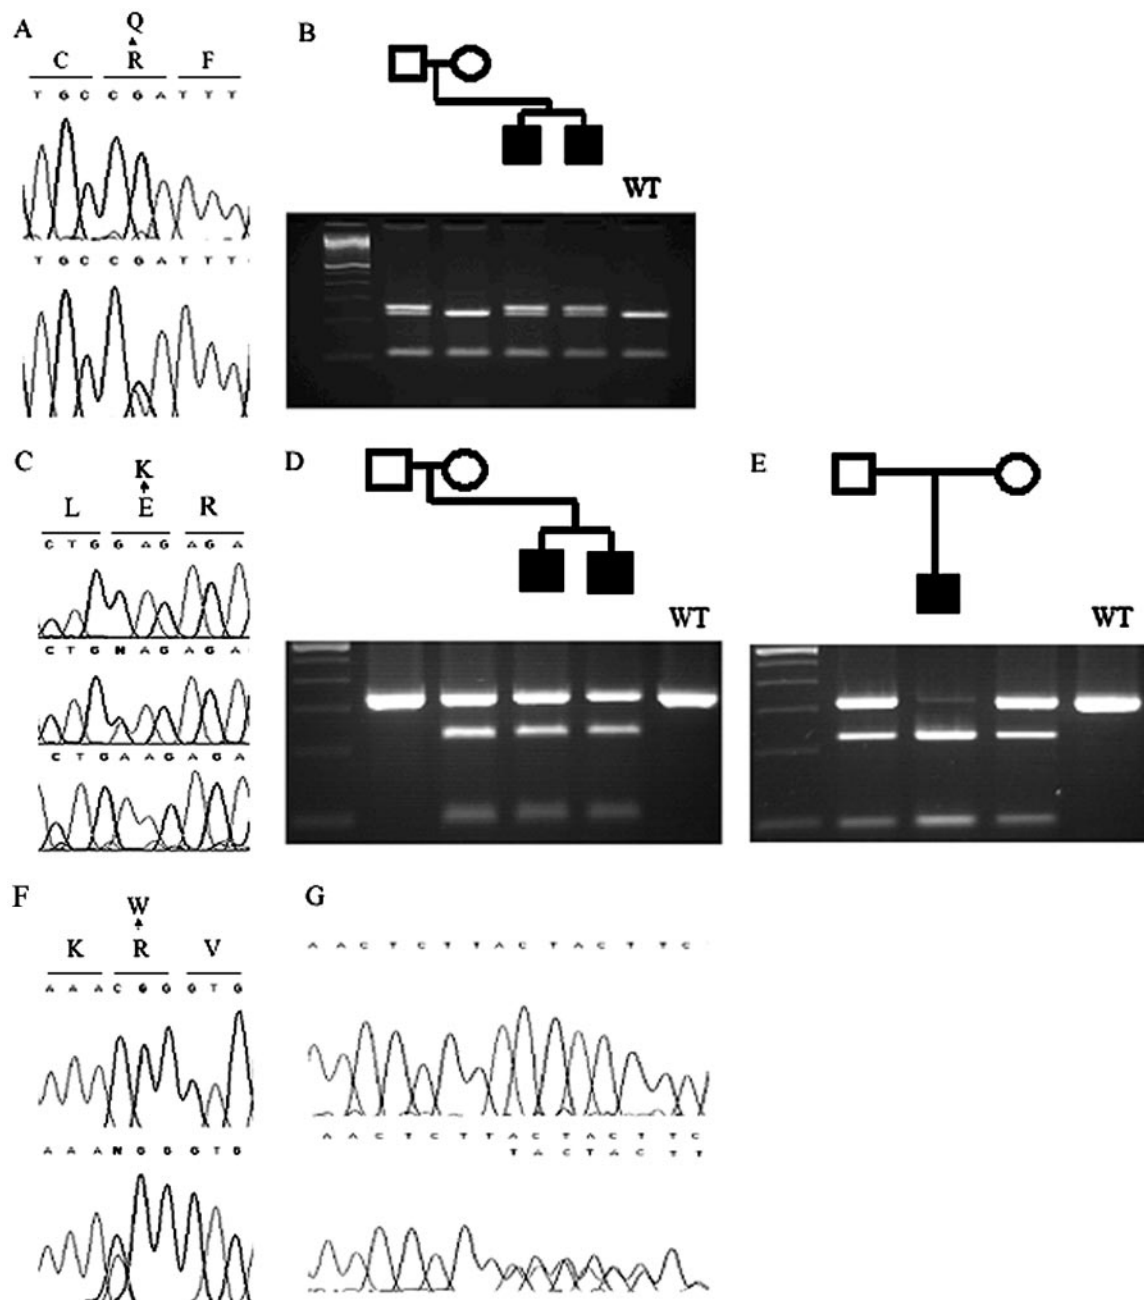 A
Q
C R F
T G C C G A T T T
T G C C G A T T T
B
WT
C
K
L E R
C T G G A G A G A
C T G N A G A G A
C T G A A G A G A
D
WT
E
WT
F
W
K R V
A A A C G G G T G
A A A N G G G T G
G
A A C T C T T A C T A C T T C
A A C T C T T A C T A C T T C
T A C T A C T T